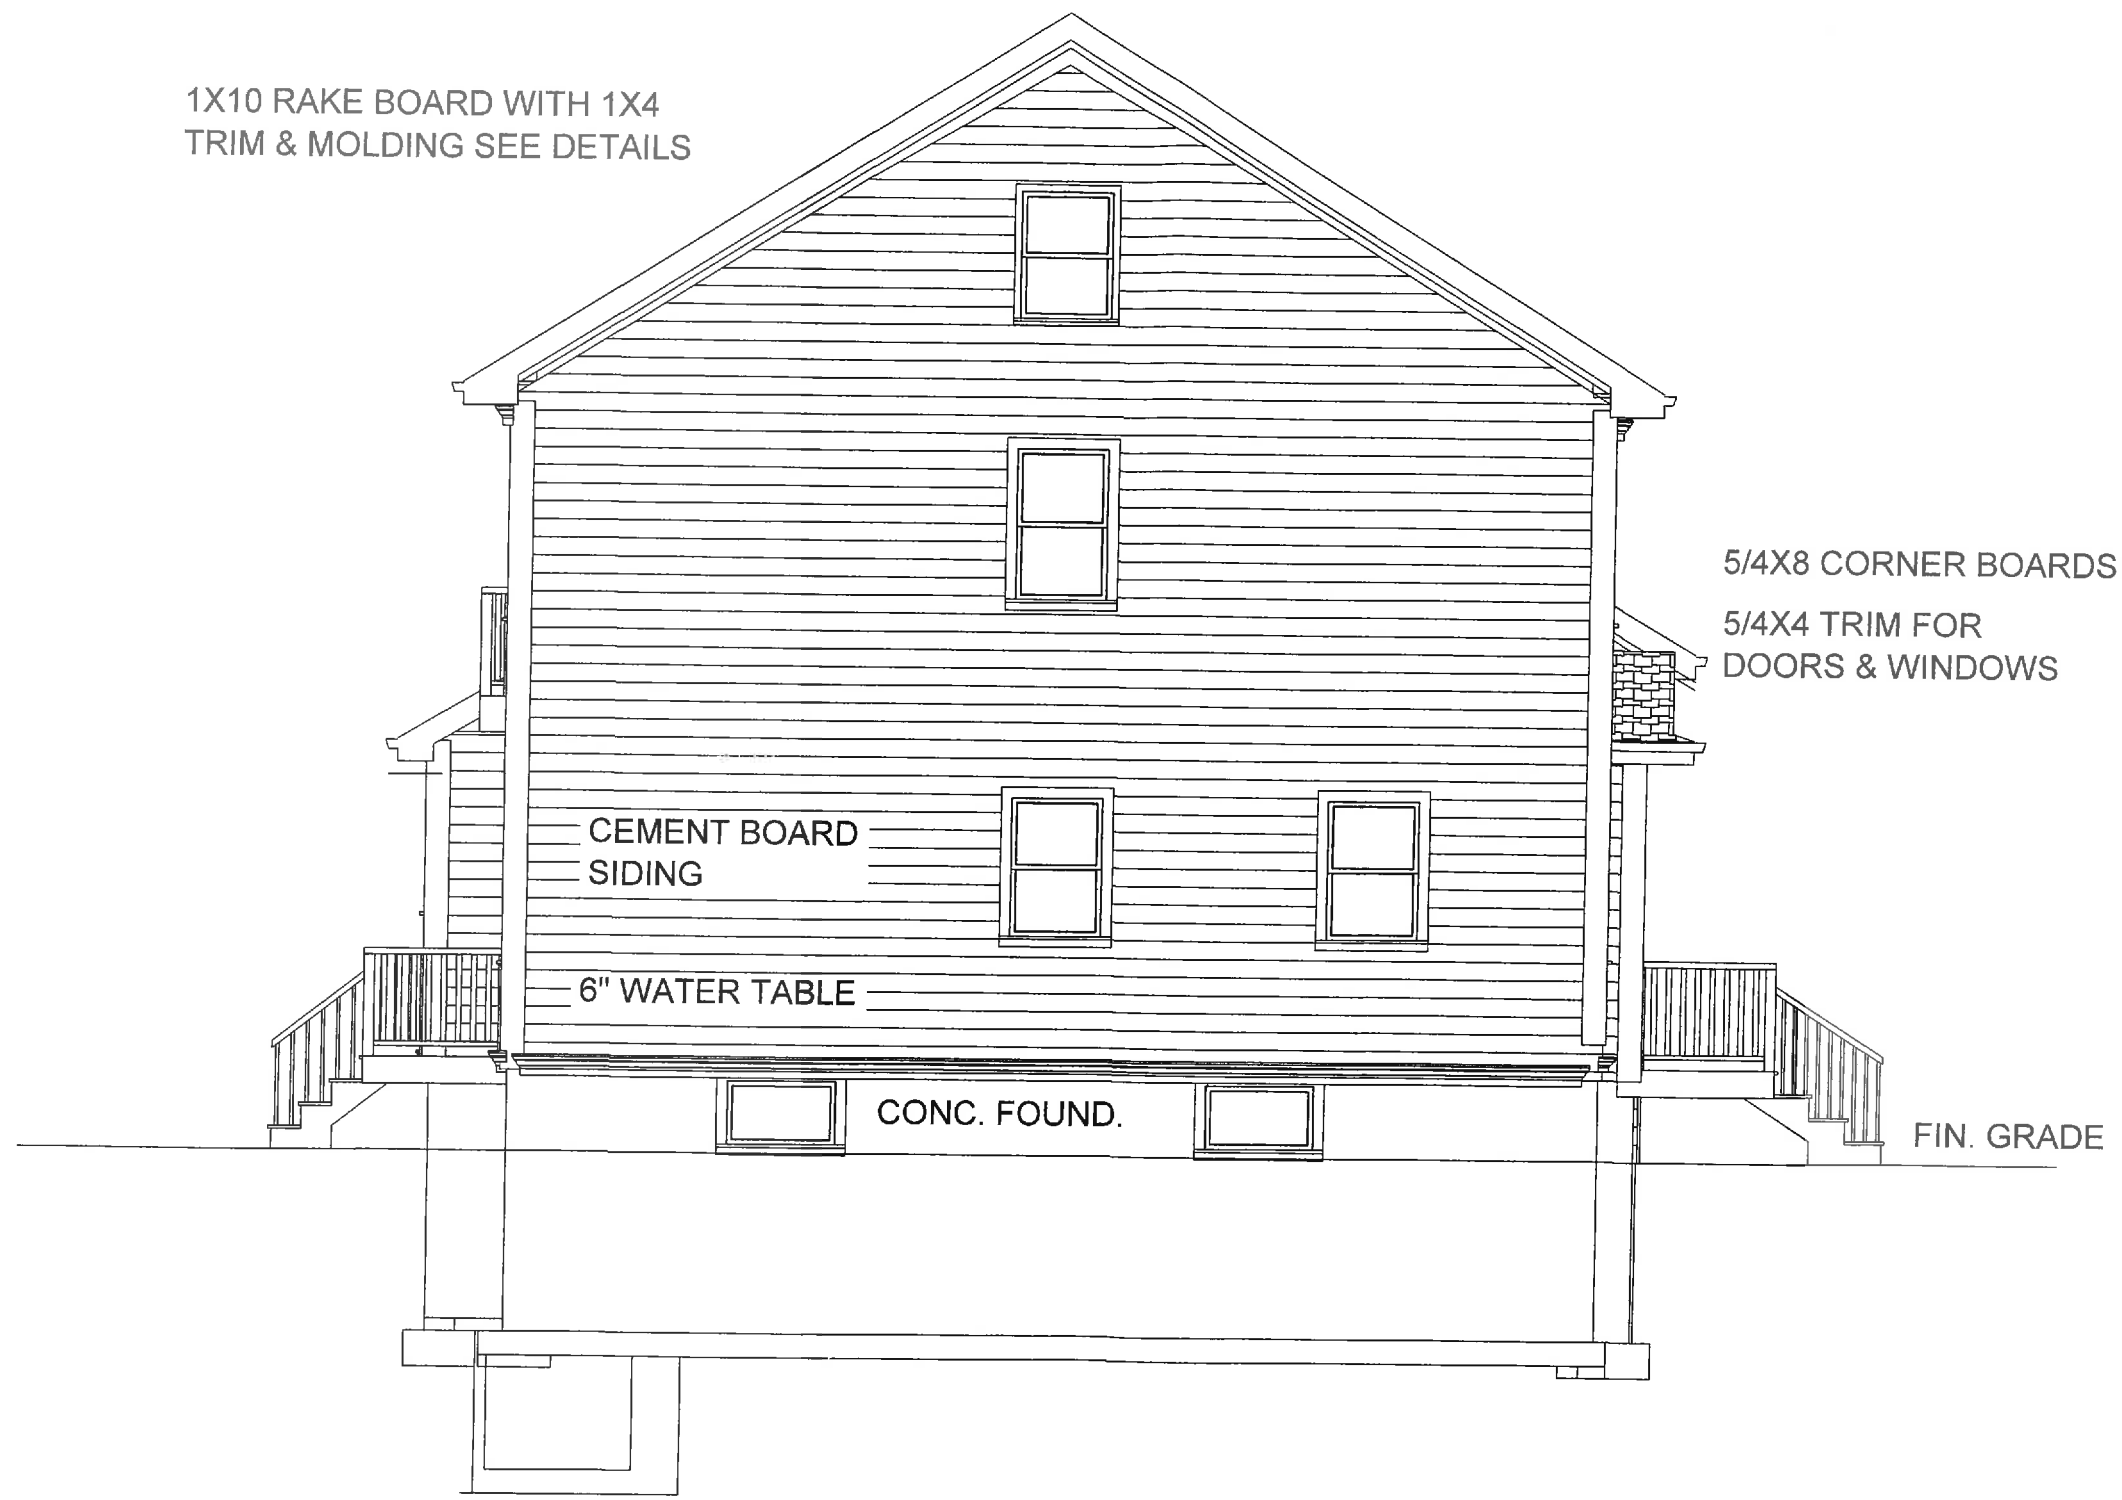 1X10 RAKE BOARD WITH 1X4
TRIM & MOLDING SEE DETAILS
5/4X8 CORNER BOARDS
5/4X4 TRIM FOR
DOORS & WINDOWS
CEMENT BOARD
SIDING
6" WATER TABLE
CONC. FOUND.
FIN. GRADE